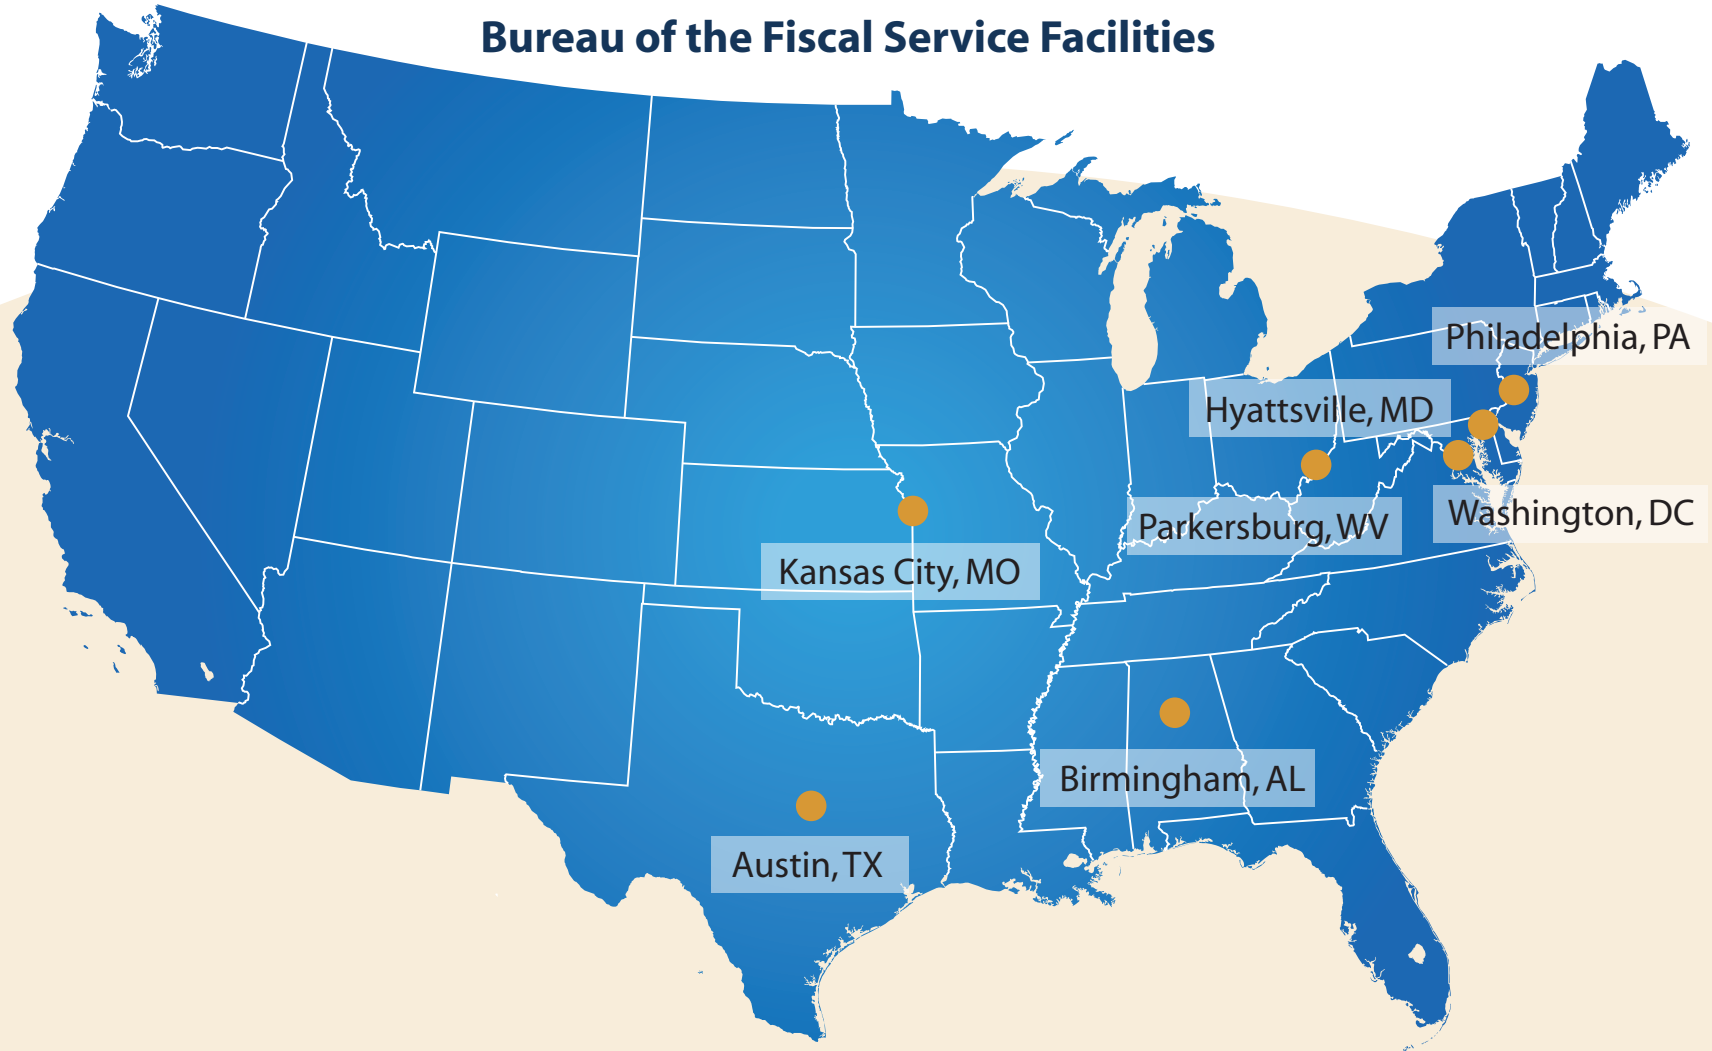 Bureau of the Fiscal Service Facilities
Philadelphia, PA
Hyattsville, MD
Washington, DC
Parkersburg, WV
Kansas City, MO
Birmingham, AL
Austin, TX